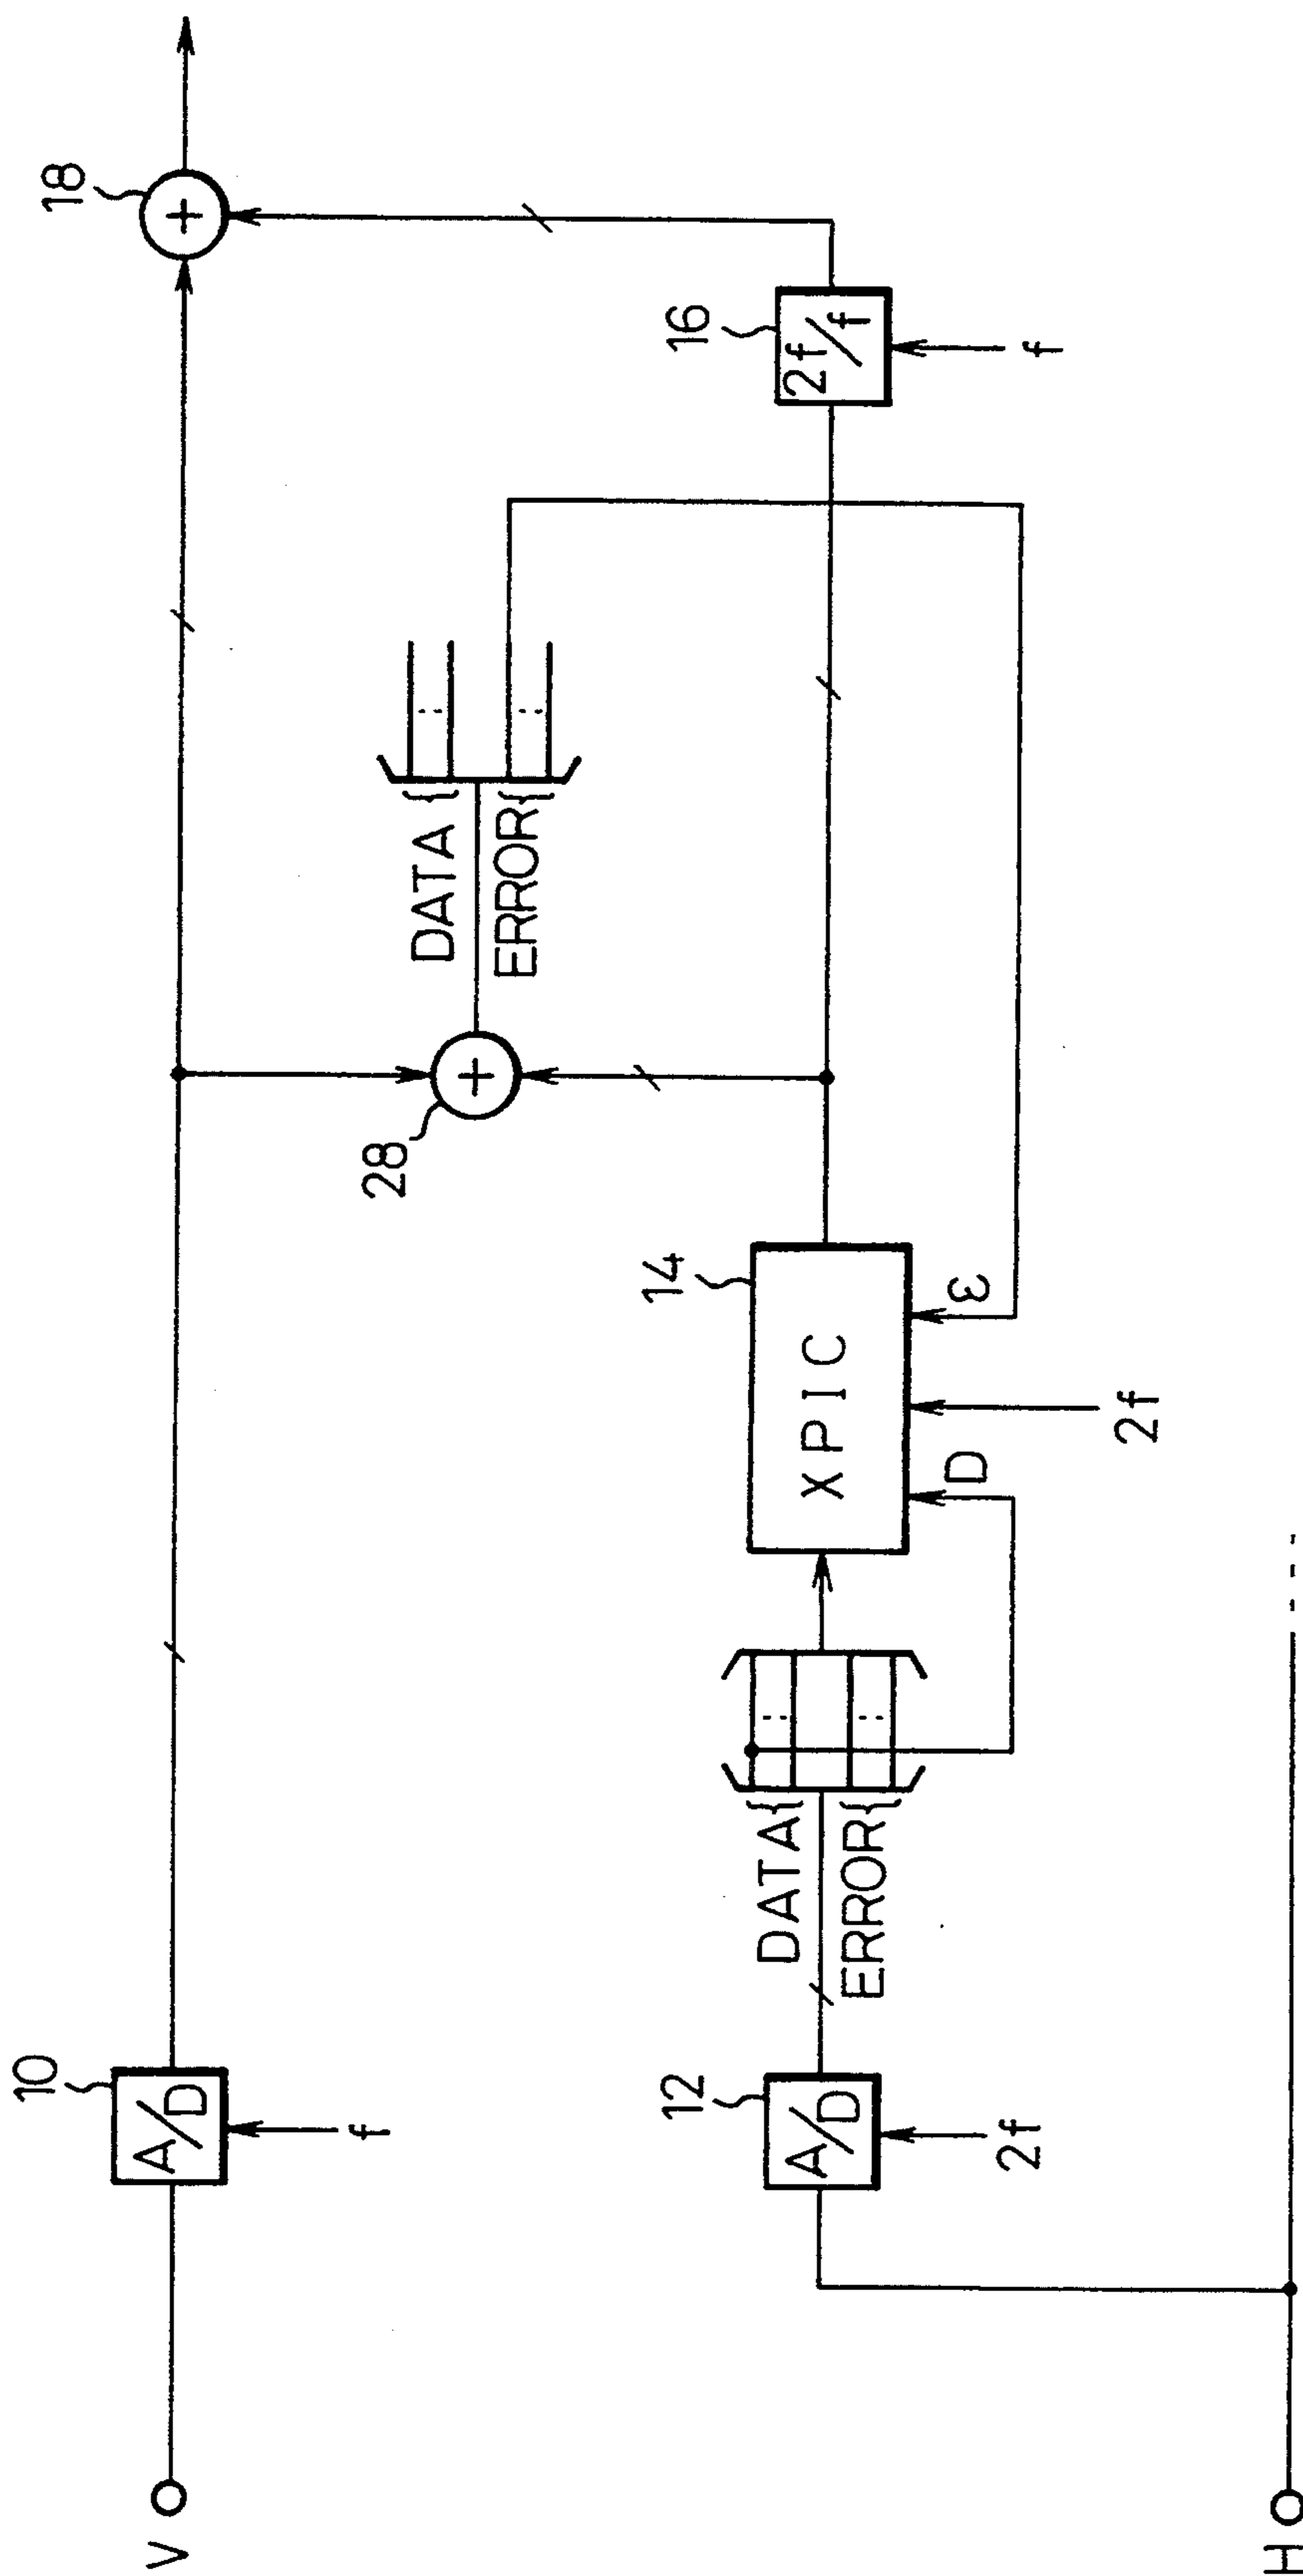 V
10
A/D
f
18
+
28
+
DATA {
ERROR {
16
2f/f
f
14
XPIC
D
2f
ε
12
A/D
2f
DATA {
ERROR {
H